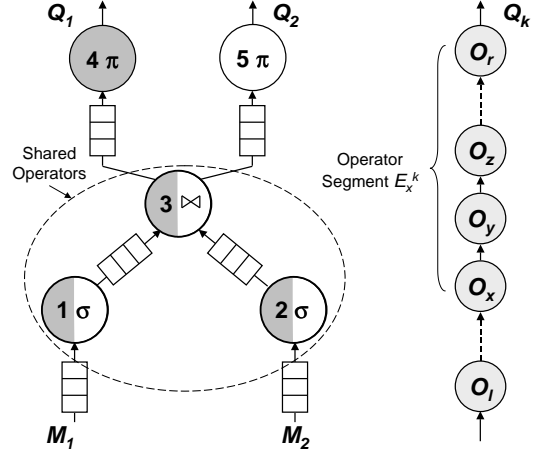 Q1 Q2 Qk
4 π 5 π Or
Shared
Operators
Operator
Segment Exk
Oz
3 ⋈ Oy
1 σ 2 σ Ox
Ol
M1 M2